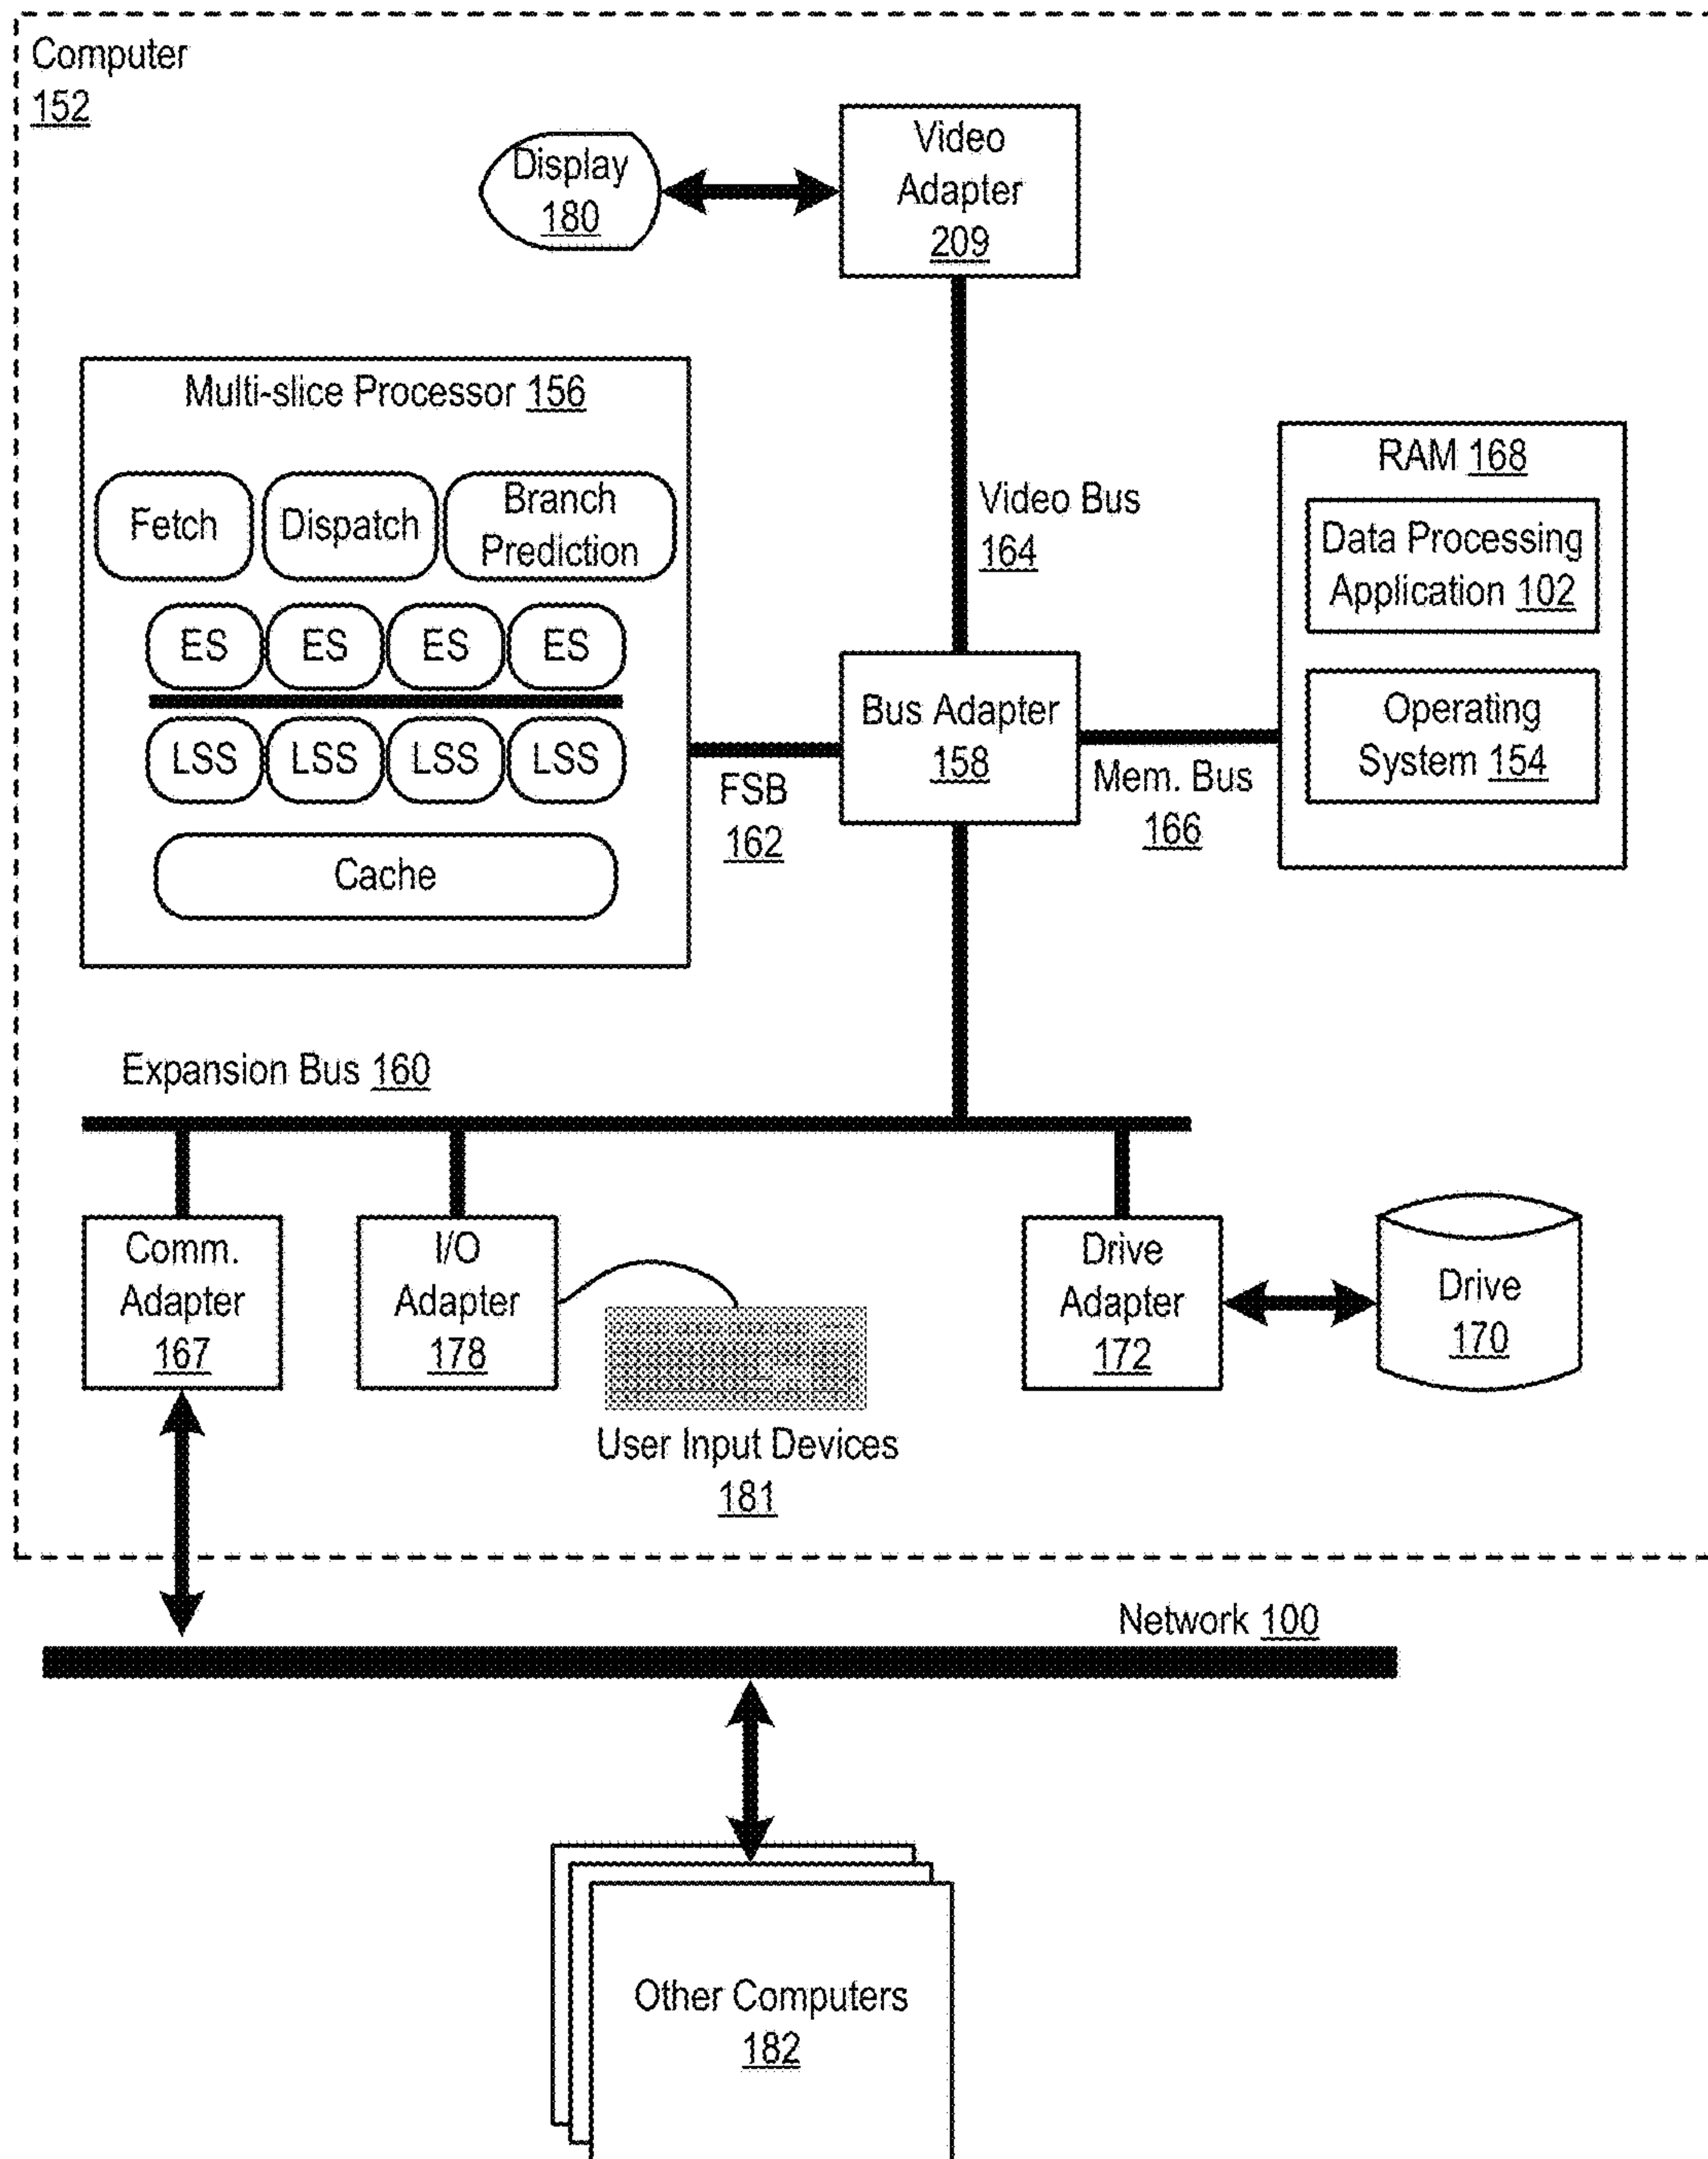 Computer
152
Display
180
Video
Adapter
209
Multi-slice Processor 156
Fetch
Dispatch
Branch
Prediction
ES
ES
ES
ES
LSS
LSS
LSS
LSS
Cache
Video Bus
164
RAM 168
Data Processing
Application 102
Operating
System 154
Bus Adapter
158
FSB
162
Mem. Bus
166
Expansion Bus 160
Comm.
Adapter
167
I/O
Adapter
178
User Input Devices
181
Drive
Adapter
172
Drive
170
Network 100
Other Computers
182